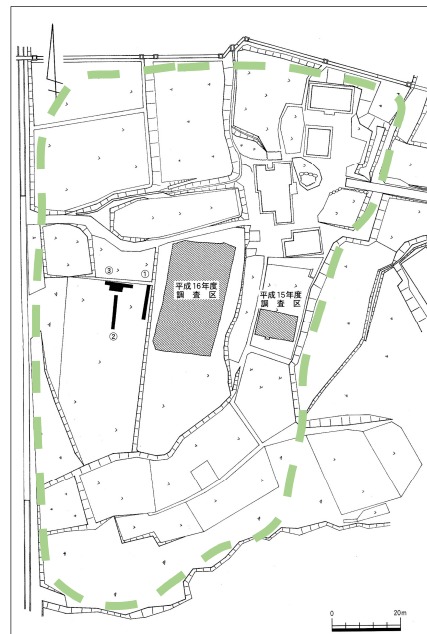 ③
①
②
平成16年度
調 査 区
平成15年度
調 査 区
0
20m